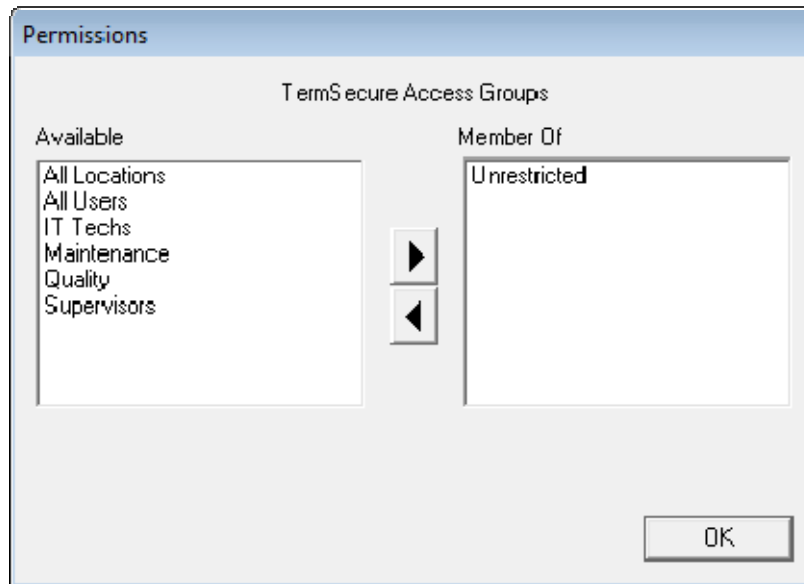 Permissions
TermSecure Access Groups
Available
Member Of
All Locations
All Users
IT Techs
Maintenance
Quality
Supervisors
Unrestricted
OK